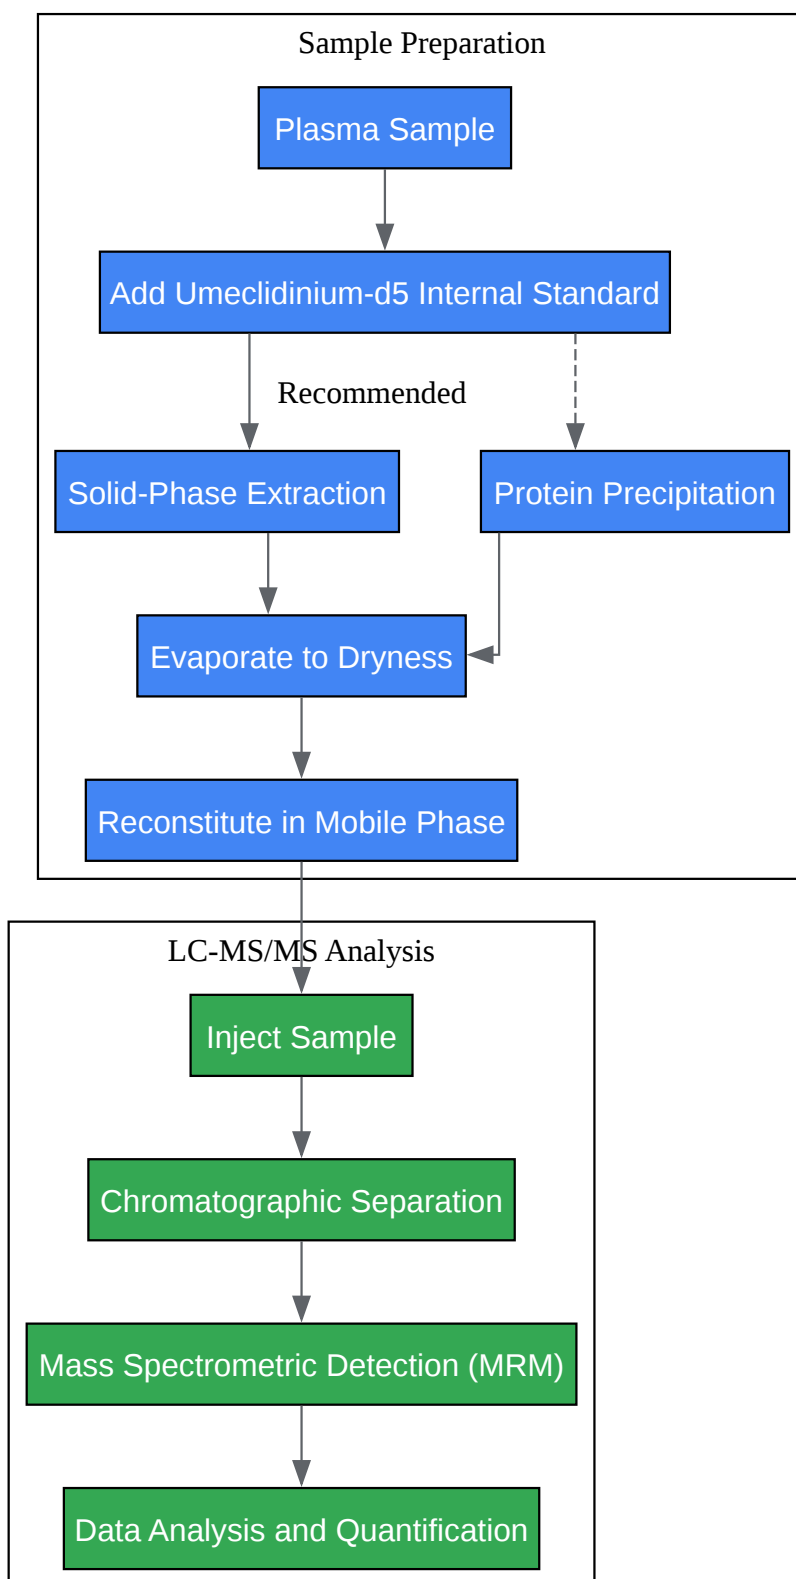 Sample Preparation
Plasma Sample
Add Umeclidinium-d5 Internal Standard
Recommended
Solid-Phase Extraction
Protein Precipitation
Evaporate to Dryness
Reconstitute in Mobile Phase
LC-MS/MS Analysis
Inject Sample
Chromatographic Separation
Mass Spectrometric Detection (MRM)
Data Analysis and Quantification